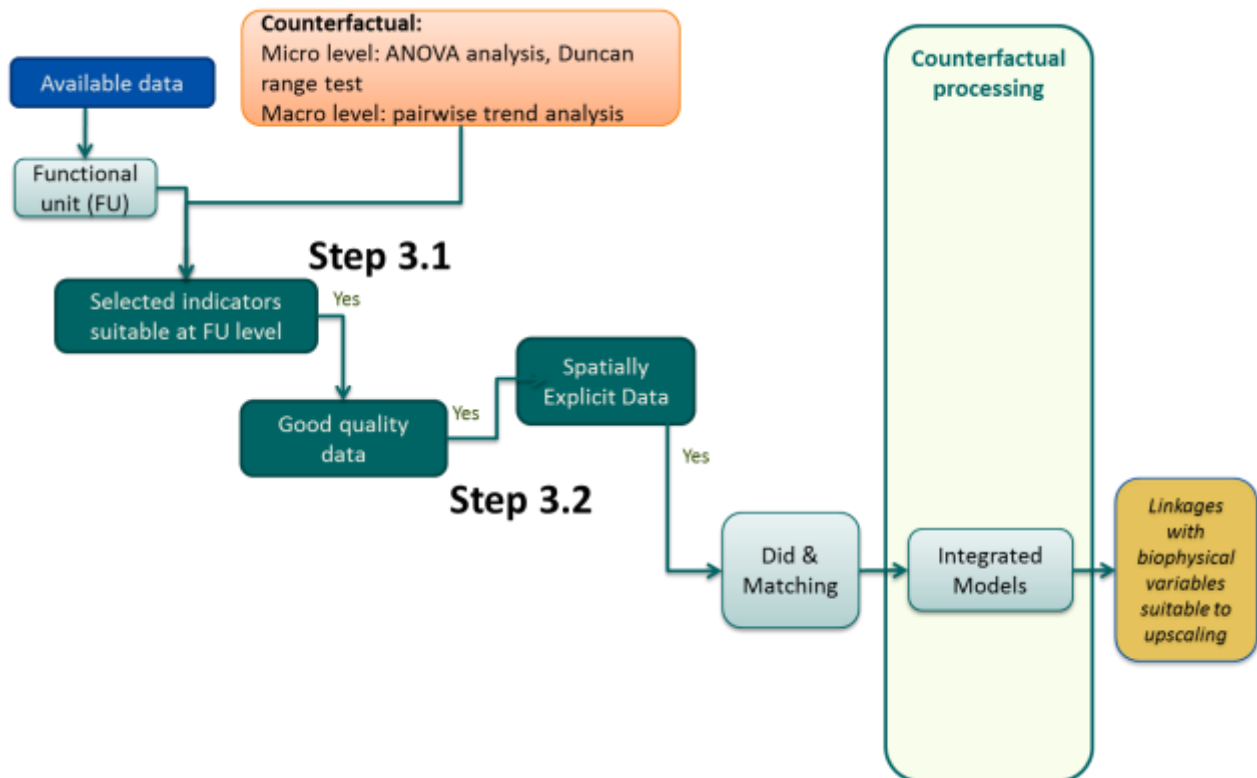 Counterfactual:
Micro level: ANOVA analysis, Duncan
range test
Macro level: pairwise trend analysis
Available data
Functional
unit (FU)
Step 3.1
Selected indicators
suitable at FU level
Yes
Good quality
data
Yes
Spatially
Explicit Data
Yes
Step 3.2
Did &
Matching
Counterfactual
processing
Integrated
Models
Linkages
with
biophysical
variables
suitable to
upscaling